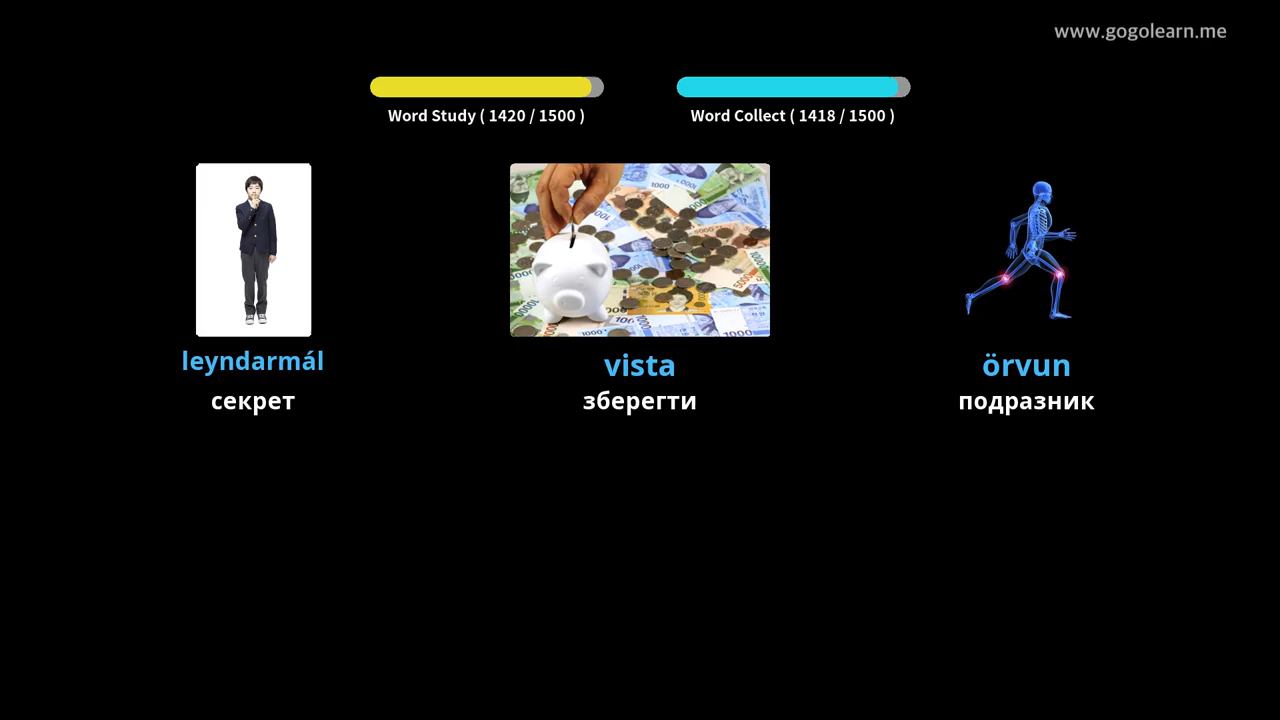 www.gogolearn.me
Word Study ( 1420 / 1500 )
Word Collect ( 1418 / 1500 )
leyndarmál
vista
örvun
секрет
зберегти
подразник